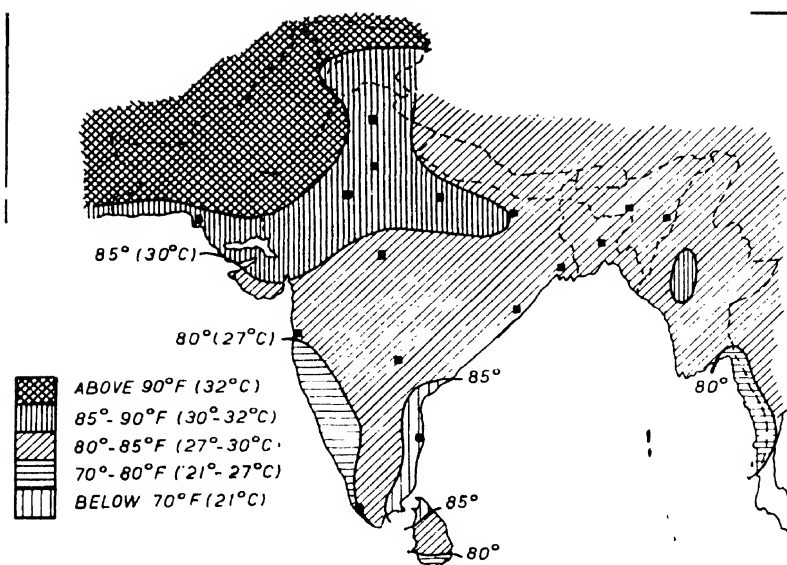 85° (30°C)
80° (27°C)
85°
80°
85°
80°
ABOVE 90°F (32°C)
85°-90°F (30°-32°C)
80°-85°F (27°-30°C)
70°-80°F (21°-27°C)
BELOW 70°F (21°C)